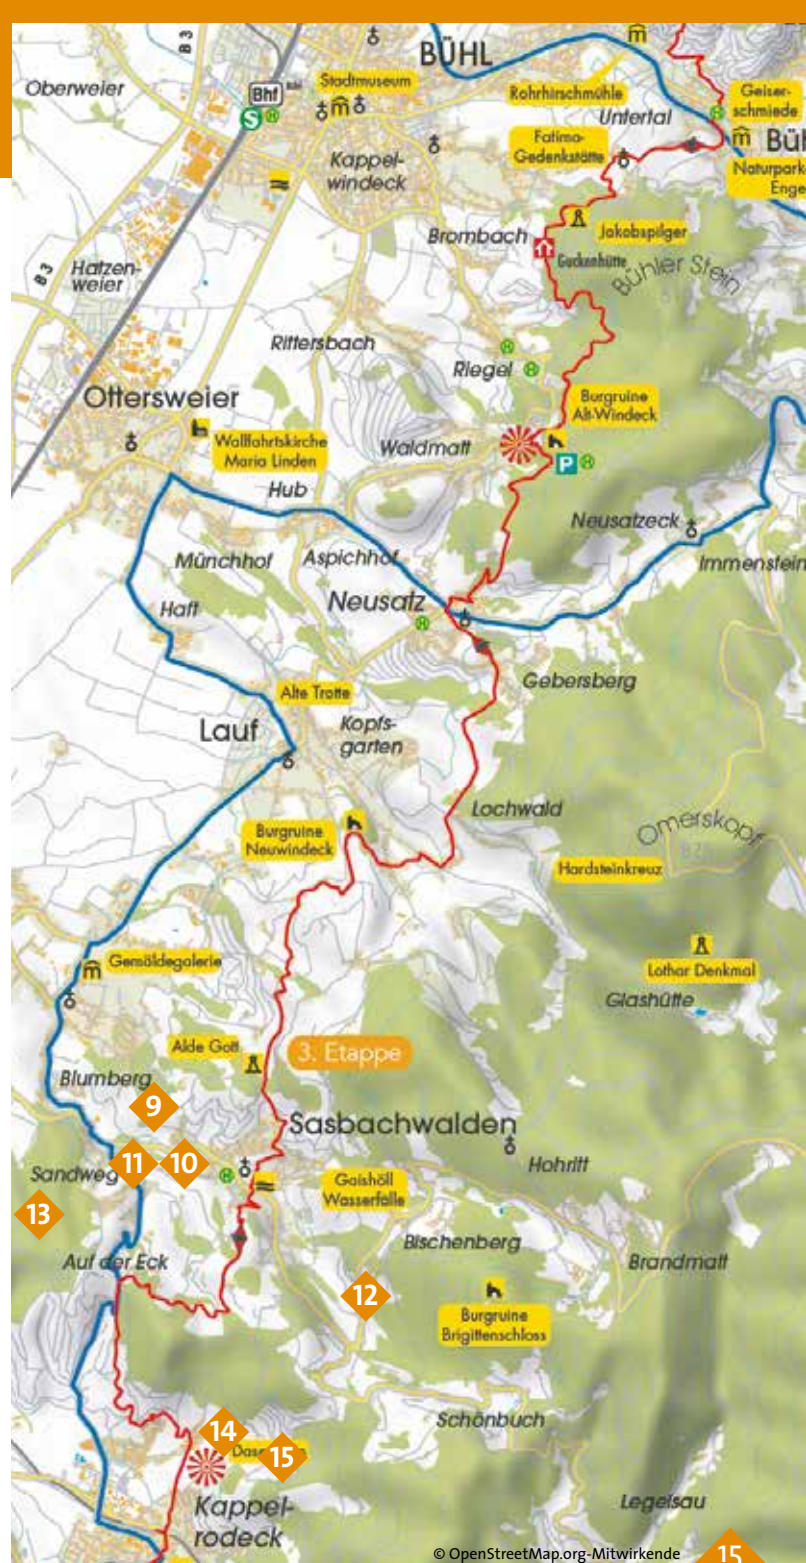 B 3
Oberweier
BÜHL
Stadtmuseum
Bhf
Bühl
S
H
Rohrhirschmühle
Untertal
Geiser-
schmiede
H
Fatima-
Gedenkstätte
Kappel-
windeck
Naturpark
Brombach
Jakobspilger
Guckenhütte
Bühler Stein
B 3
Hatzen-
weier
Rittersbach
H
Riegel
H
Ottersweier
Burgruine
Alt-Windeck
Wallfahrtskirche
Maria Linden
Waldmatt
P
H
Hub
Neusatzeck
Münchhof
Aspichhof
Immenstein
Haft
Neusatz
H
Gebersberg
Alte Trotte
Lauf
Kopfs-
garten
Lochwald
Omerskopf
Burgruine
Neuwindeck
Hardsteinkreuz
Gemäldegalerie
Lothar Denkmal
Glashütte
Alde Gott
3. Etappe
Blumberg
9
Sasbachwalden
Sandweg
11
10
H
Hohritt
Gaishöll
Wasserfälle
13
Bischenberg
Auf der Eck
Brandmatt
12
Burgruine
Brigittenschloss
Schönbuch
14
15
Kappel-
rodeck
Legelsau
© OpenStreetMap.org-Mitwirkende
15